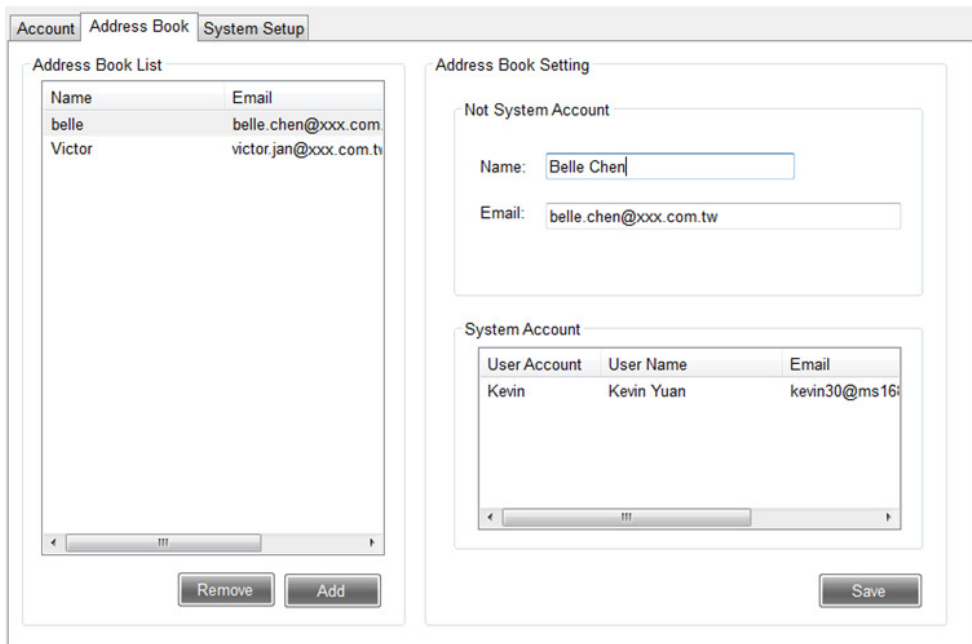 Account Address Book System Setup
Address Book List
Name Email
belle belle.chen@xxx.com.
Victor victor.jan@xxx.com.tw
Remove Add
Address Book Setting
Not System Account
Name: Belle Chen
Email: belle.chen@xxx.com.tw
System Account
User Account User Name Email
Kevin Kevin Yuan kevin30@ms168
Save